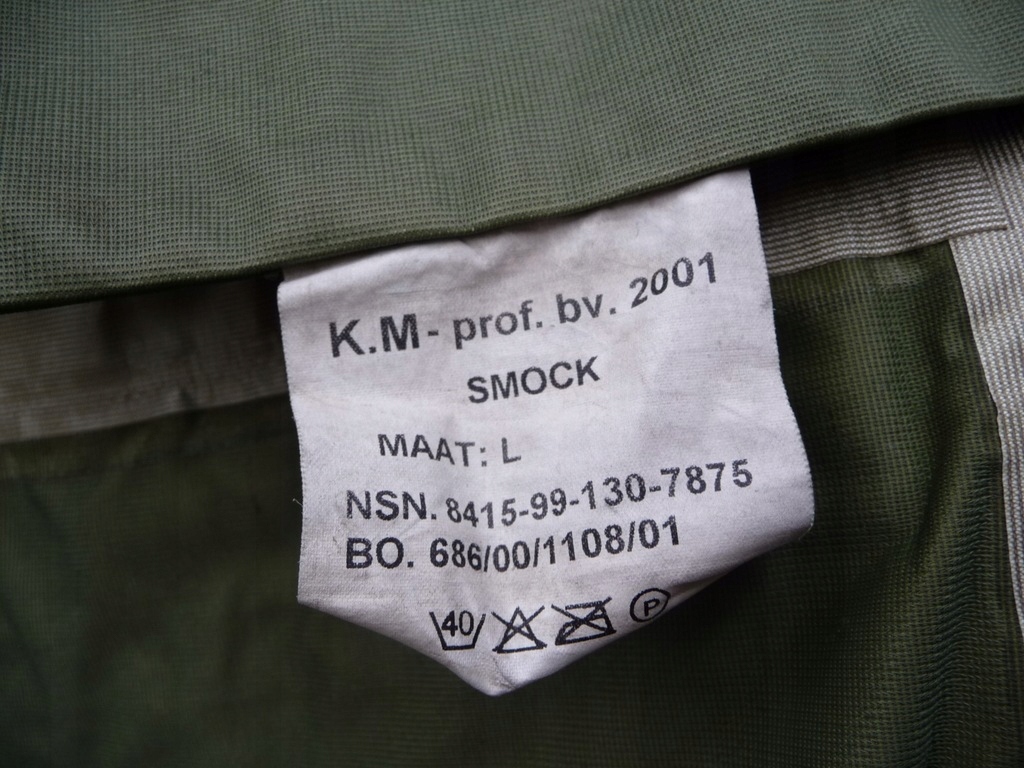 K.M - prof. bv. 2001
SMOCK
MAAT: L
NSN. 8415-99-130-7875
BO. 686/00/1108/01
40 P